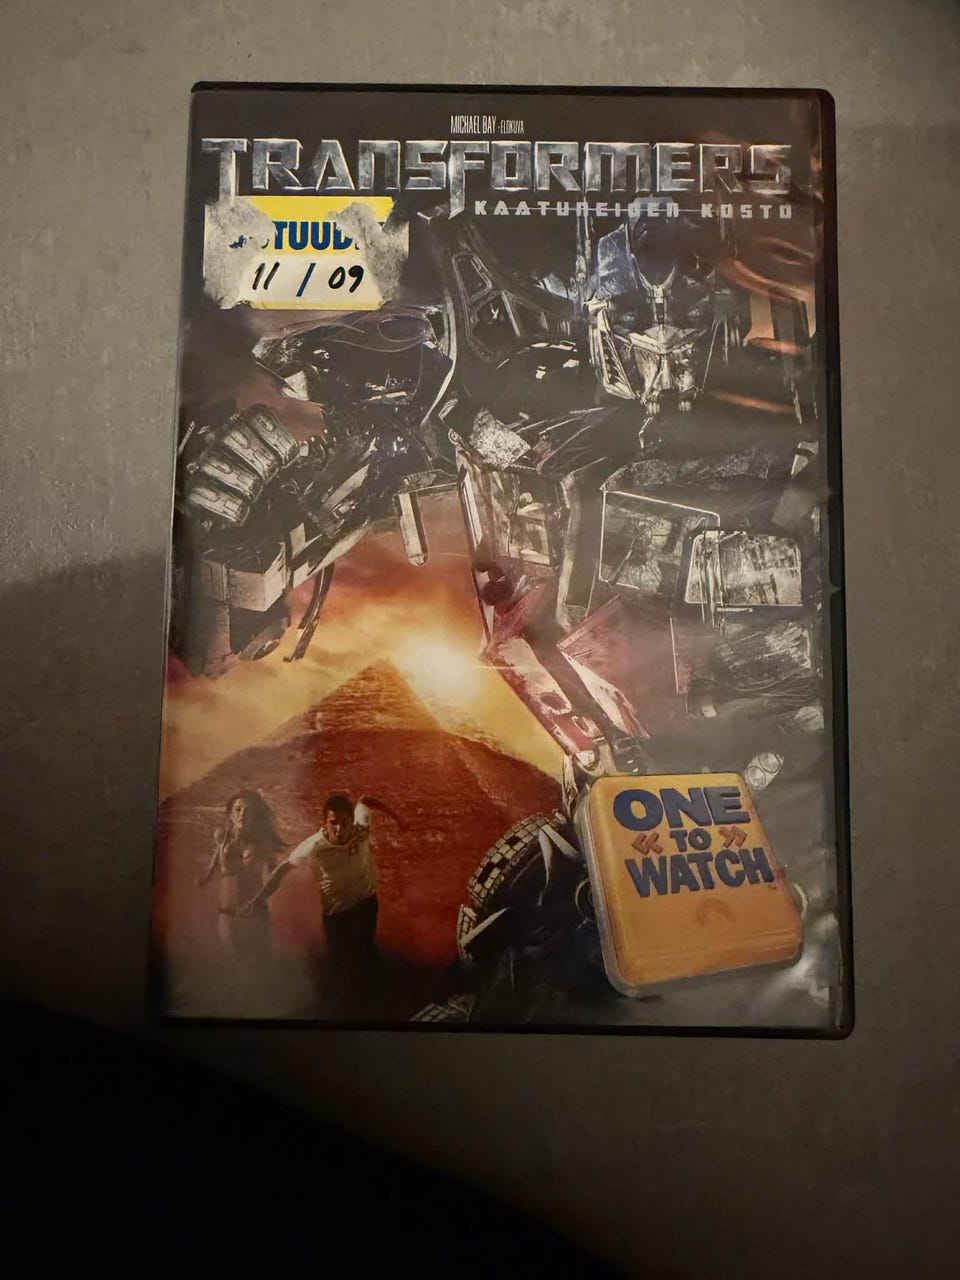 MICHAEL BAY -ELOKUVA
TRANSFORMERS
KAATUNEIDEN KOSTO
11 / 09
ONE
« TO »
WATCH